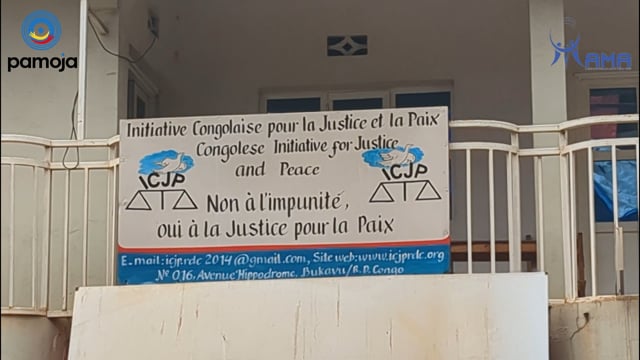 pamoja
AMA
Initiative Congolaise pour la Justice et la Paix
Congolese Initiative for Justice
and Peace
ICJP
ICJP
Non à l'impunité,
oui à la Justice pour la Paix
E.mail:icjp.rdc 2014@gmail.com, Site web:www.icjprdc.org
N° 016, Avenue Hippodrome, Bukavu/R.D. Congo